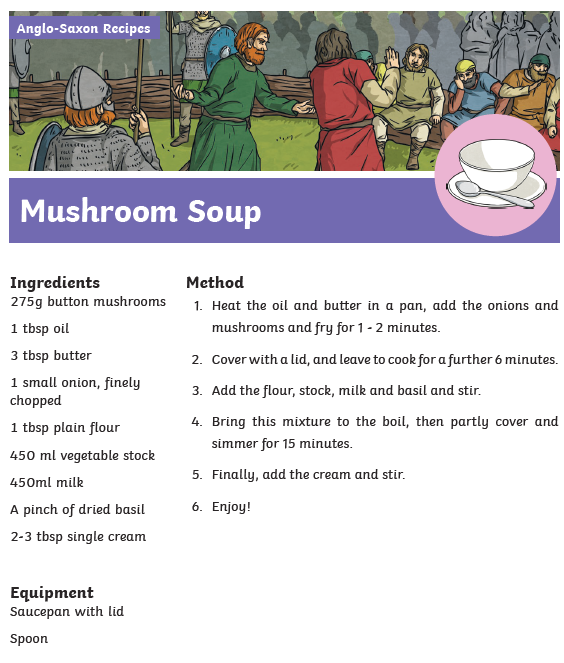 Anglo-Saxon Recipes
Mushroom Soup
Ingredients
275g button mushrooms
1 tbsp oil
3 tbsp butter
1 small onion, finely
chopped
1 tbsp plain flour
450 ml vegetable stock
450ml milk
A pinch of dried basil
2-3 tbsp single cream
Equipment
Saucepan with lid
Spoon
Method
1. Heat the oil and butter in a pan, add the onions and
mushrooms and fry for 1 - 2 minutes.
2. Cover with a lid, and leave to cook for a further 6 minutes.
3. Add the flour, stock, milk and basil and stir.
4. Bring this mixture to the boil, then partly cover and
simmer for 15 minutes.
5. Finally, add the cream and stir.
6. Enjoy!